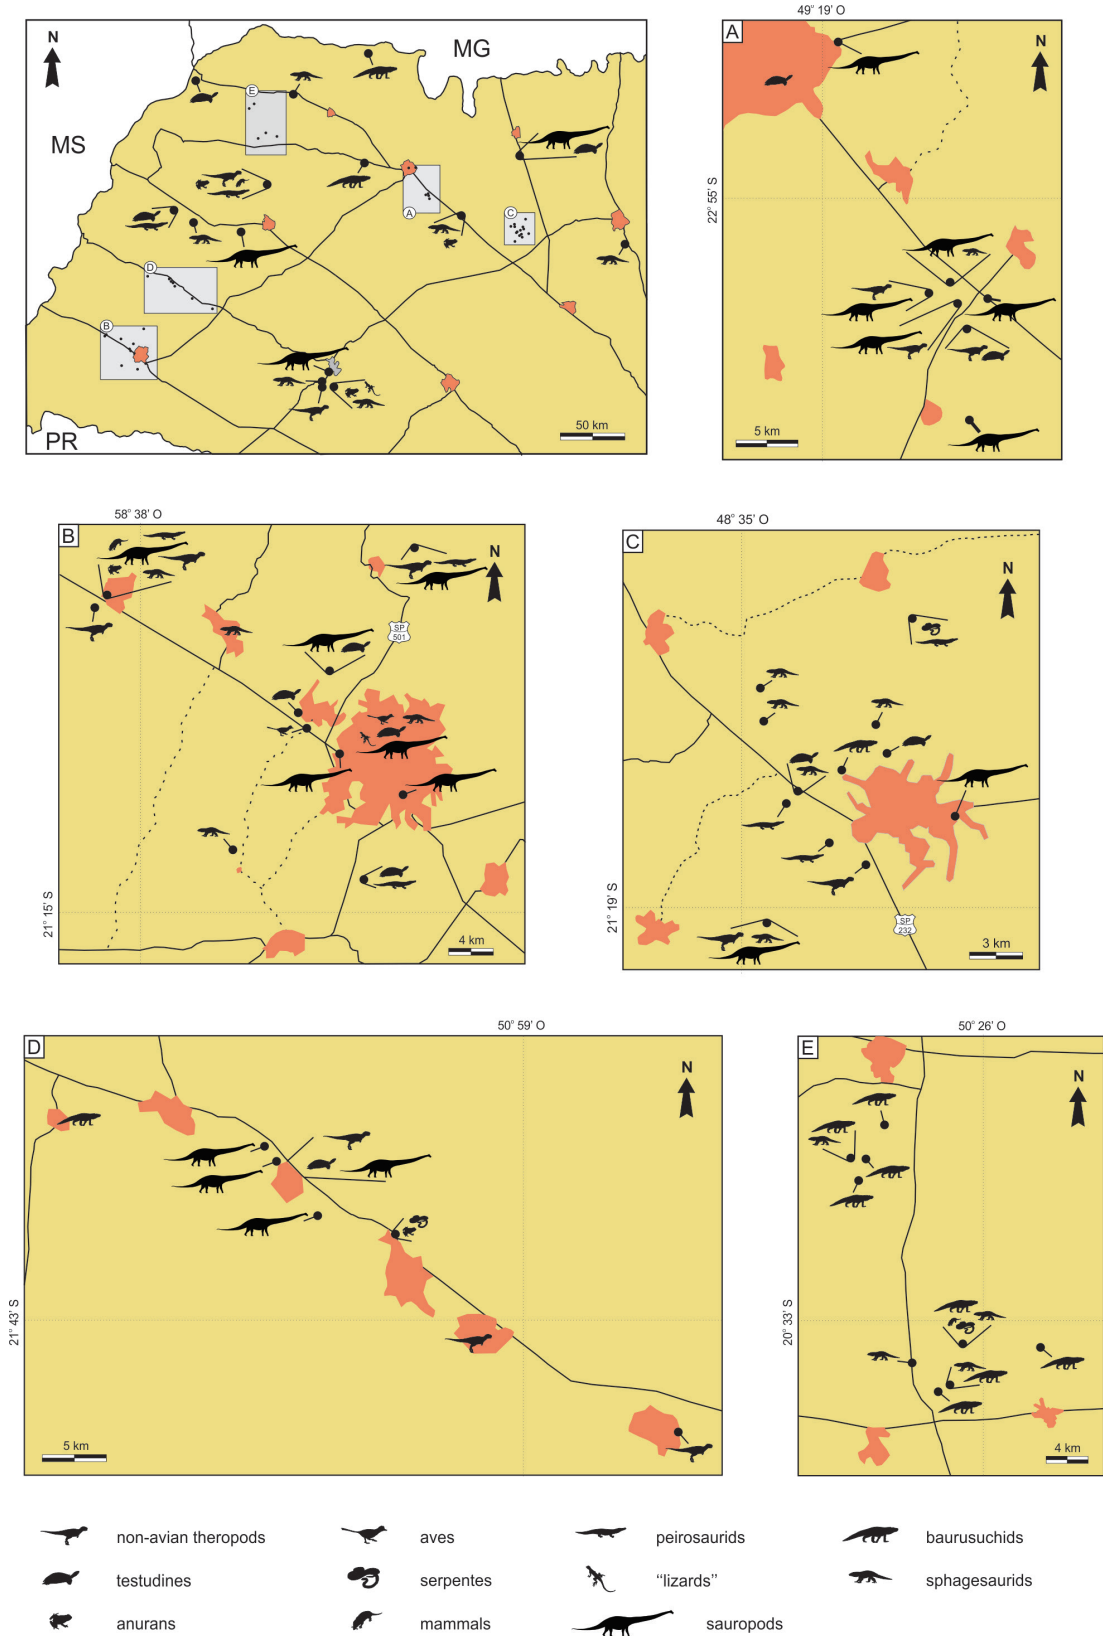 N
MG
MS
E
A
C
D
B
PR
50 km
49° 19' O
A
N
22° 55' S
5 km
58° 38' O
B
N
SP
501
21° 15' S
4 km
48° 35' O
C
N
21° 19' S
SP
232
3 km
50° 59' O
D
N
21° 43' S
5 km
50° 26' O
E
N
20° 33' S
4 km
non-avian theropods
aves
peirosaurids
baurusuchids
testudines
serpentes
"lizards"
sphagesaurids
anurans
mammals
sauropods